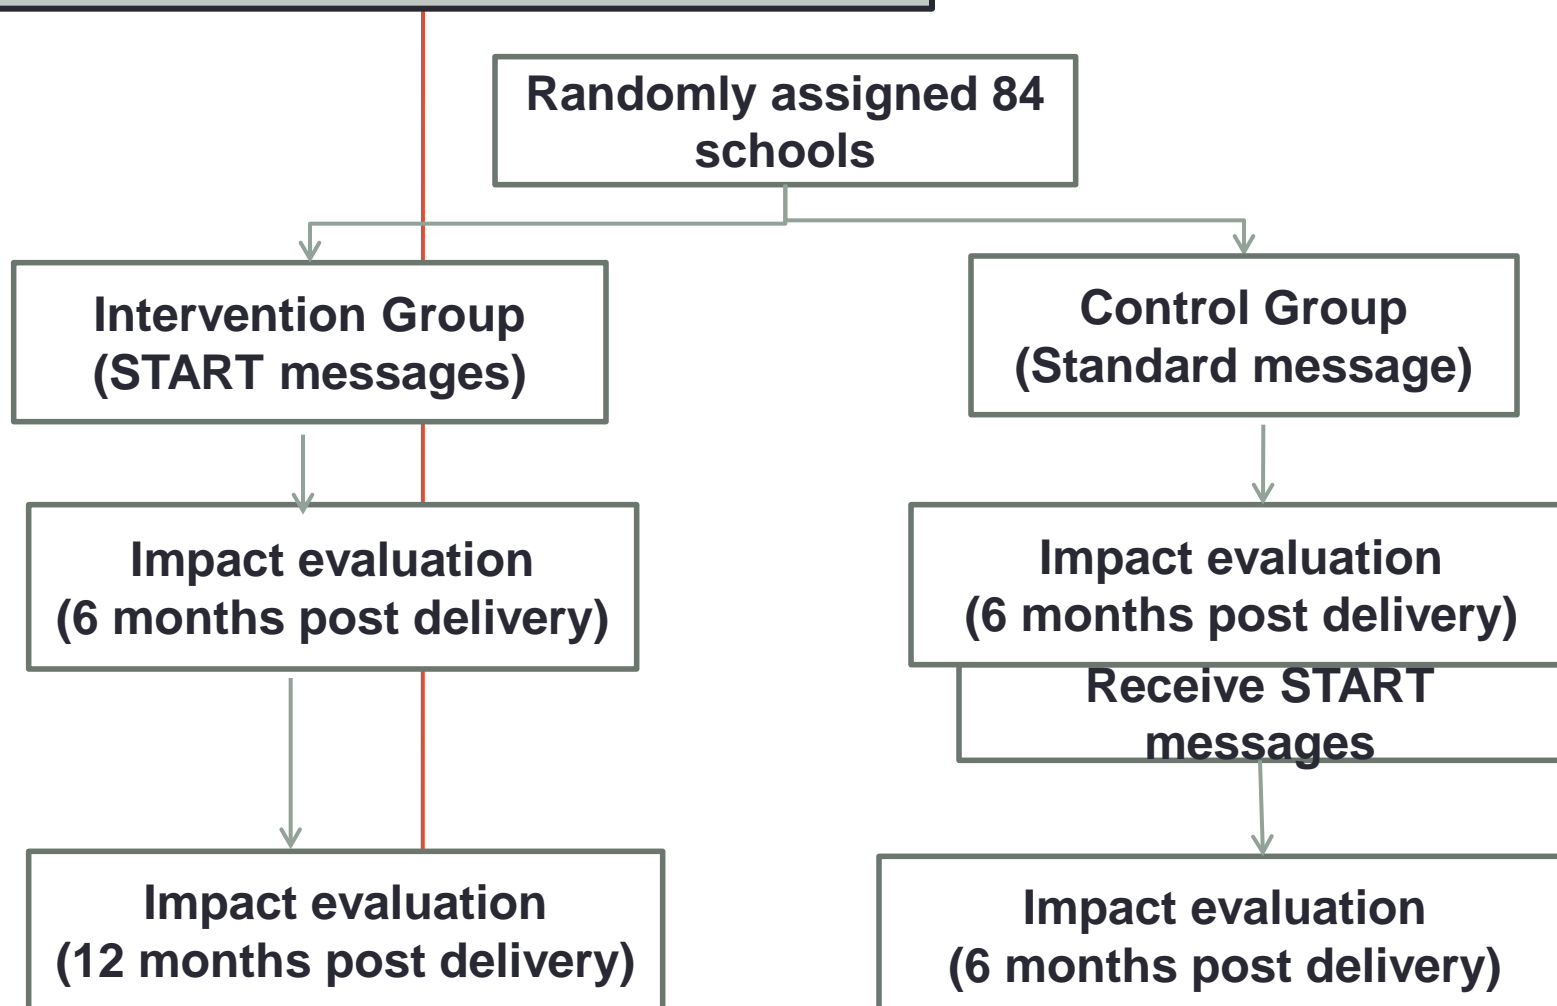 Randomly assigned 84
schools
Intervention Group
(START messages)
Control Group
(Standard message)
Impact evaluation
(6 months post delivery)
Impact evaluation
(6 months post delivery)
Receive START
messages
Impact evaluation
(12 months post delivery)
Impact evaluation
(6 months post delivery)